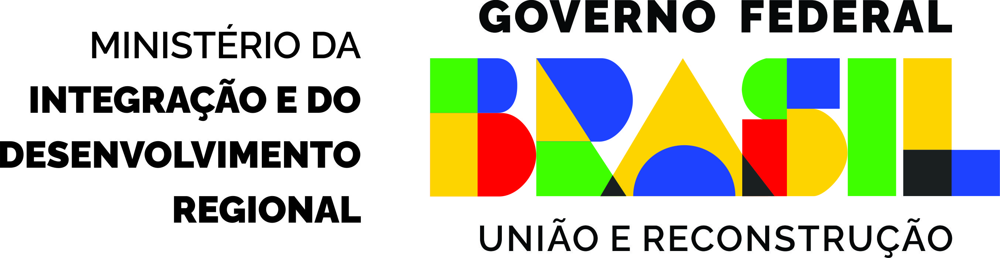 MINISTÉRIO DA
INTEGRAÇÃO E DO
DESENVOLVIMENTO
REGIONAL
GOVERNO FEDERAL
BRASIL
UNIÃO E RECONSTRUÇÃO